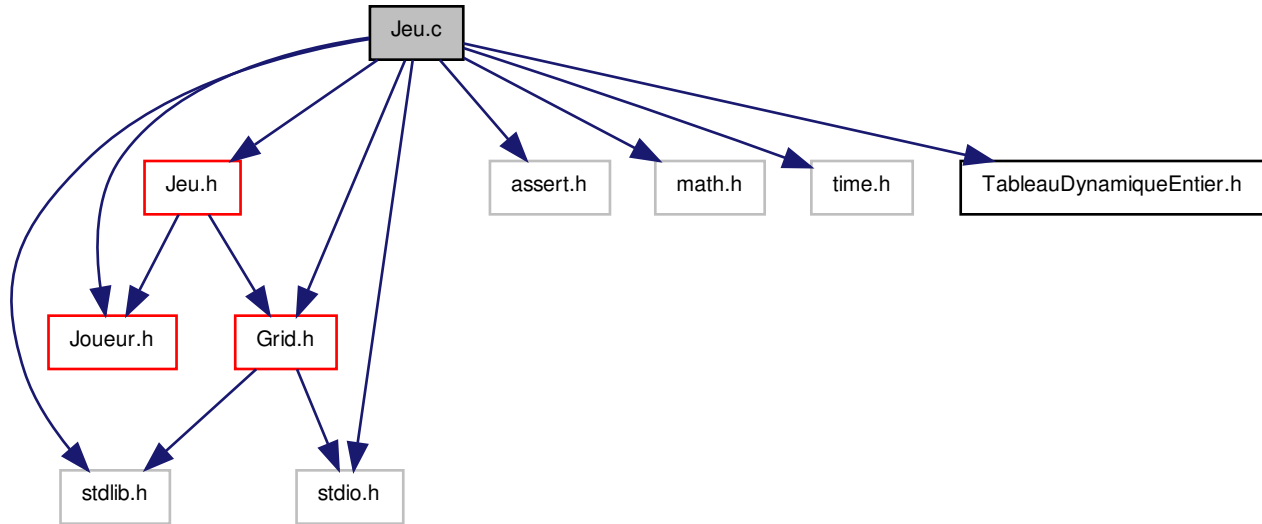 Jeu.c
Jeu.h
assert.h
math.h
time.h
TableauDynamiqueEntier.h
Joueur.h
Grid.h
stdlib.h
stdio.h